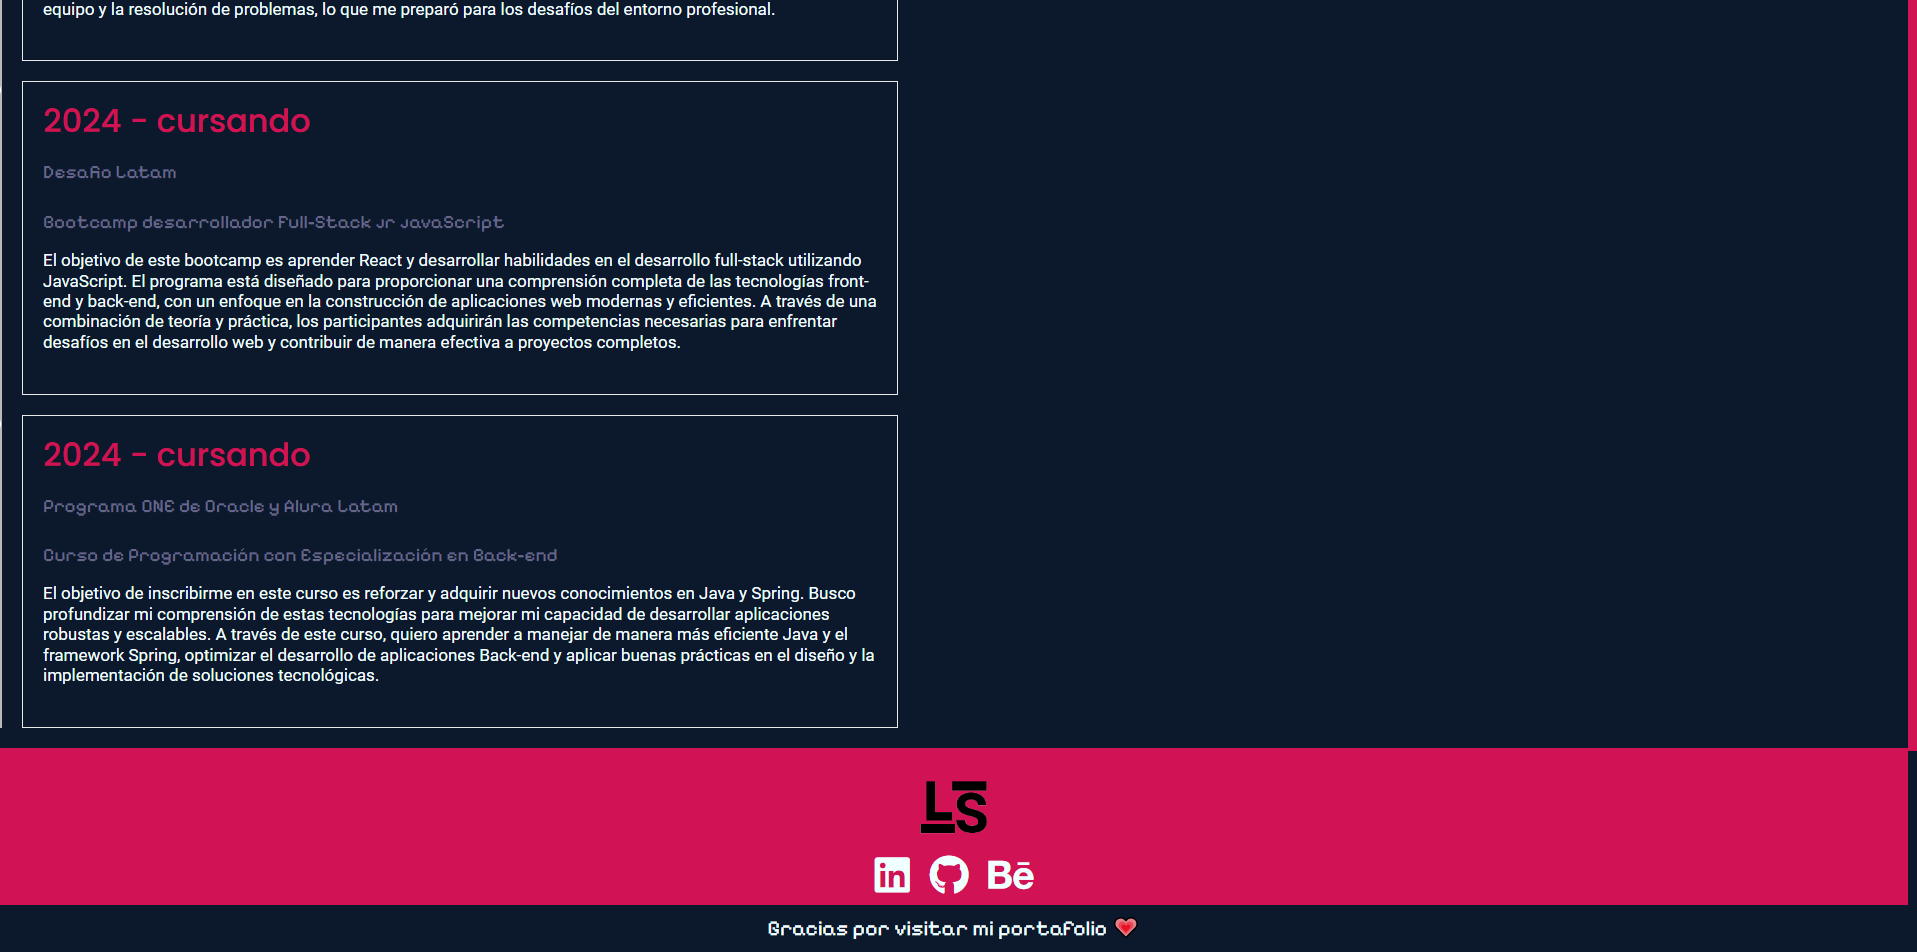 equipo y la resolución de problemas, lo que me preparó para los desafíos del entorno profesional.
2024 - cursando
Desafío Latam
Bootcamp desarrollador Full-Stack Jr JavaScript
El objetivo de este bootcamp es aprender React y desarrollar habilidades en el desarrollo full-stack utilizando
JavaScript. El programa está diseñado para proporcionar una comprensión completa de las tecnologías front-
end y back-end, con un enfoque en la construcción de aplicaciones web modernas y eficientes. A través de una
combinación de teoría y práctica, los participantes adquirirán las competencias necesarias para enfrentar
desafíos en el desarrollo web y contribuir de manera efectiva a proyectos completos.
2024 - cursando
Programa ONE de Oracle y Alura Latam
Curso de Programación con Especialización en Back-end
El objetivo de inscribirme en este curso es reforzar y adquirir nuevos conocimientos en Java y Spring. Busco
profundizar mi comprensión de estas tecnologías para mejorar mi capacidad de desarrollar aplicaciones
robustas y escalables. A través de este curso, quiero aprender a manejar de manera más eficiente Java y el
framework Spring, optimizar el desarrollo de aplicaciones Back-end y aplicar buenas prácticas en el diseño y la
implementación de soluciones tecnológicas.
LS
in Bē
Gracias por visitar mi portafolio